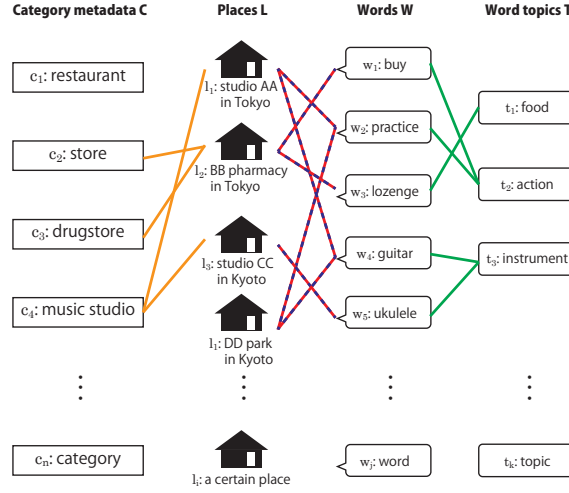 Category metadata C
Places L
Words W
Word topics T
c₁: restaurant
c₂: store
c₃: drugstore
c₄: music studio
⋮
cₙ: category
l₁: studio AA
in Tokyo
l₂: BB pharmacy
in Tokyo
l₃: studio CC
in Kyoto
l₁: DD park
in Kyoto
⋮
lᵢ: a certain place
w₁: buy
w₂: practice
w₃: lozenge
w₄: guitar
w₅: ukulele
⋮
wⱼ: word
t₁: food
t₂: action
t₃: instrument
⋮
tₖ: topic